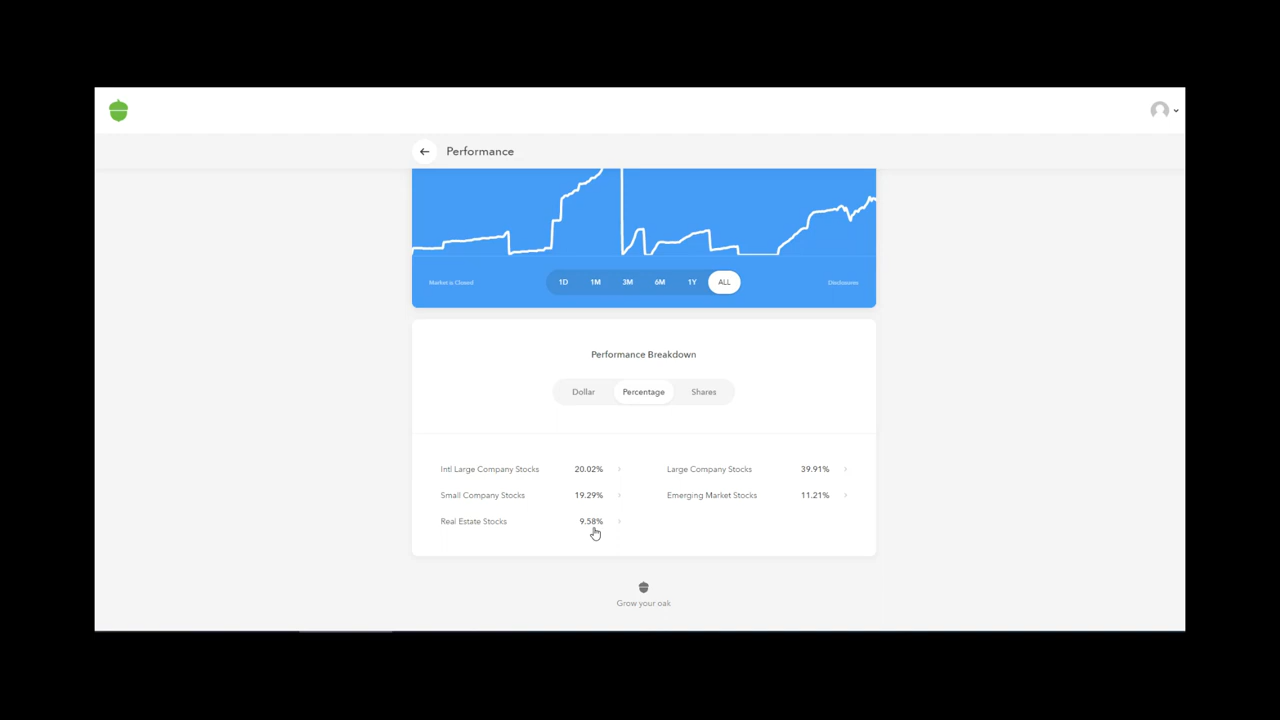 Performance
Market is Closed
1D 1M 3M 6M 1Y ALL
Disclosures
Performance Breakdown
Dollar Percentage Shares
Intl Large Company Stocks 20.02%
Large Company Stocks 39.91%
Small Company Stocks 19.29%
Emerging Market Stocks 11.21%
Real Estate Stocks 9.58%
Grow your oak